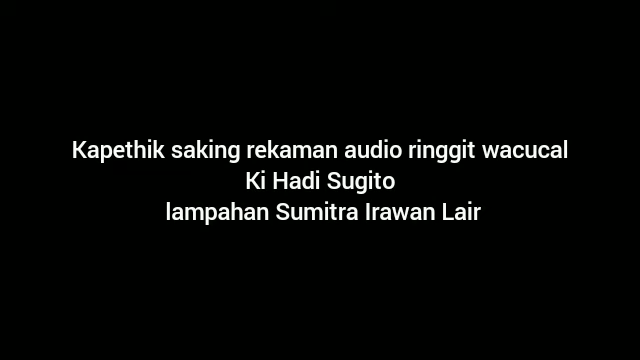 Kapethik saking rekaman audio ringgit wacucal
Ki Hadi Sugito
lampahan Sumitra Irawan Lair